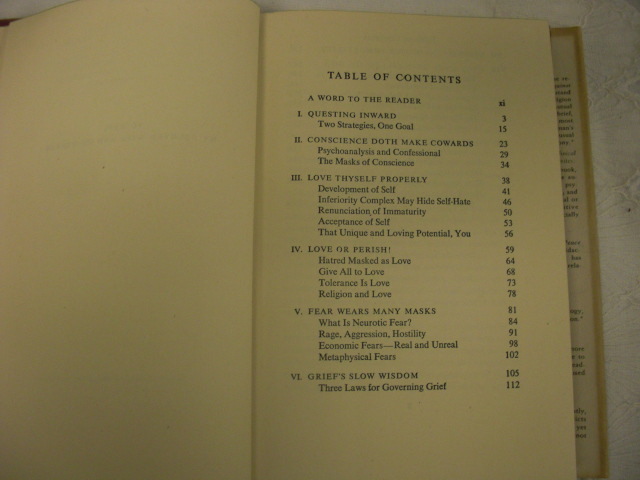 TABLE OF CONTENTS
A WORD TO THE READER xi
I. QUESTING INWARD 3
Two Strategies, One Goal 15
II. CONSCIENCE DOTH MAKE COWARDS 23
Psychoanalysis and Confessional 29
The Masks of Conscience 34
III. LOVE THYSELF PROPERLY 38
Development of Self 41
Inferiority Complex May Hide Self-Hate 46
Renunciation of Immaturity 50
Acceptance of Self 53
That Unique and Loving Potential, You 56
IV. LOVE OR PERISH! 59
Hatred Masked as Love 64
Give All to Love 68
Tolerance Is Love 73
Religion and Love 78
V. FEAR WEARS MANY MASKS 81
What Is Neurotic Fear? 84
Rage, Aggression, Hostility 91
Economic Fears—Real and Unreal 98
Metaphysical Fears 102
VI. GRIEF'S SLOW WISDOM 105
Three Laws for Governing Grief 112